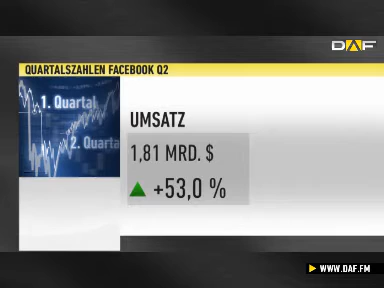 DAF
QUARTALSZAHLEN FACEBOOK Q2
1. Quartal
2. Quarta
UMSATZ
1,81 MRD. $
+53,0 %
WWW.DAF.FM